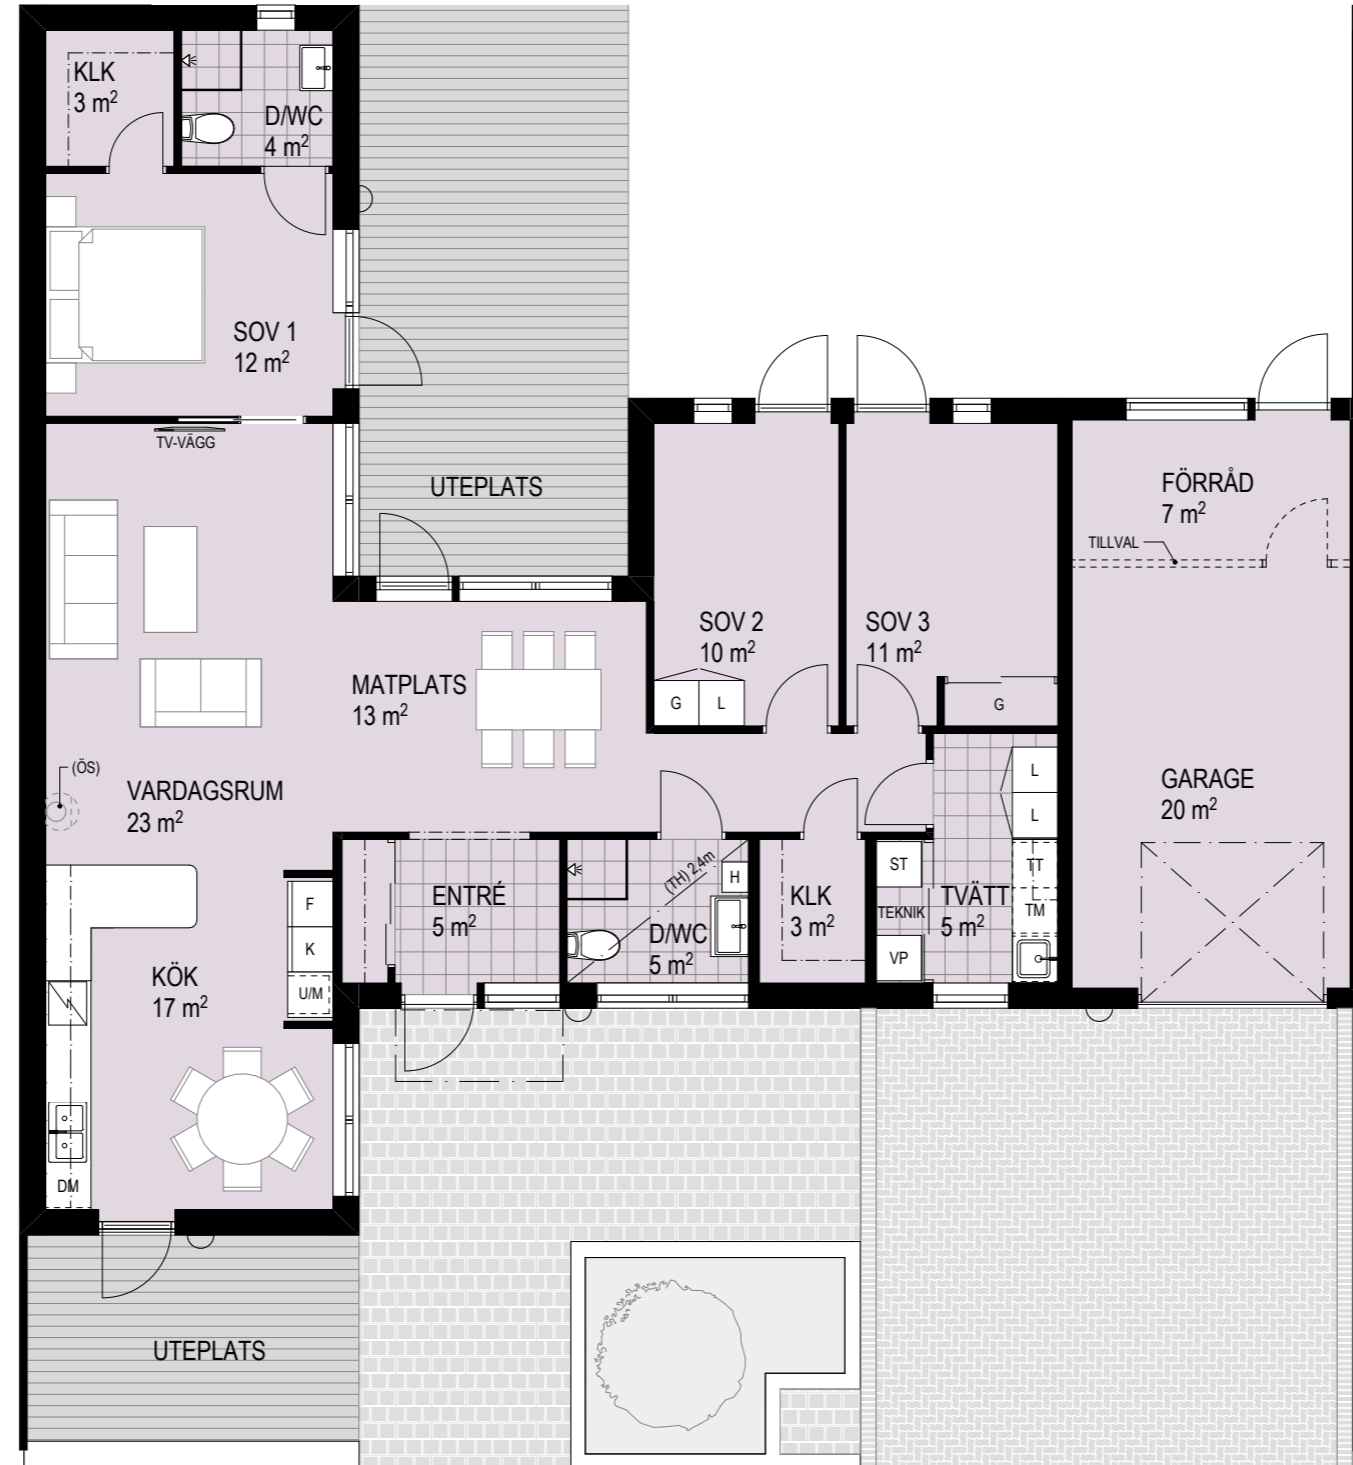 KLK
3 m²
D/WC
4 m²
SOV 1
12 m²
TV-VÄGG
UTEPLATS
FÖRRÅD
7 m²
TILLVAL
SOV 2
10 m²
SOV 3
11 m²
G
L
G
MATPLATS
13 m²
(ÖS)
VARDAGSRUM
23 m²
L
L
GARAGE
20 m²
ENTRÉ
5 m²
(TH) 2,4m
H
D/WC
5 m²
KLK
3 m²
ST
TEKNIK
VP
TVÄTT
5 m²
TT
TM
F
K
U/M
KÖK
17 m²
DM
UTEPLATS